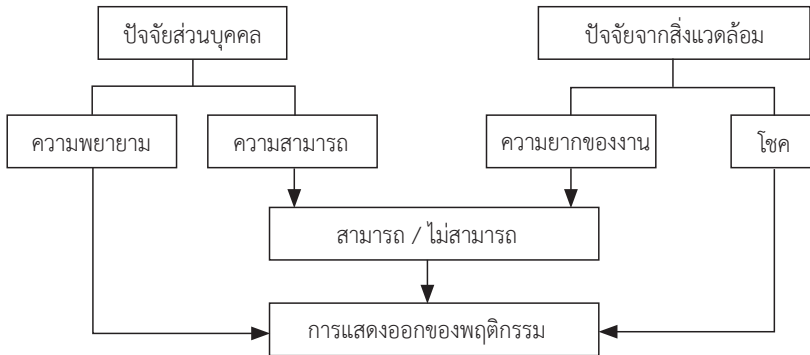 ปัจจัยส่วนบุคคล
ปัจจัยจากสิ่งแวดล้อม
ความพยายาม
ความสามารถ
ความยากของงาน
โชค
สามารถ / ไม่สามารถ
การแสดงออกของพฤติกรรม